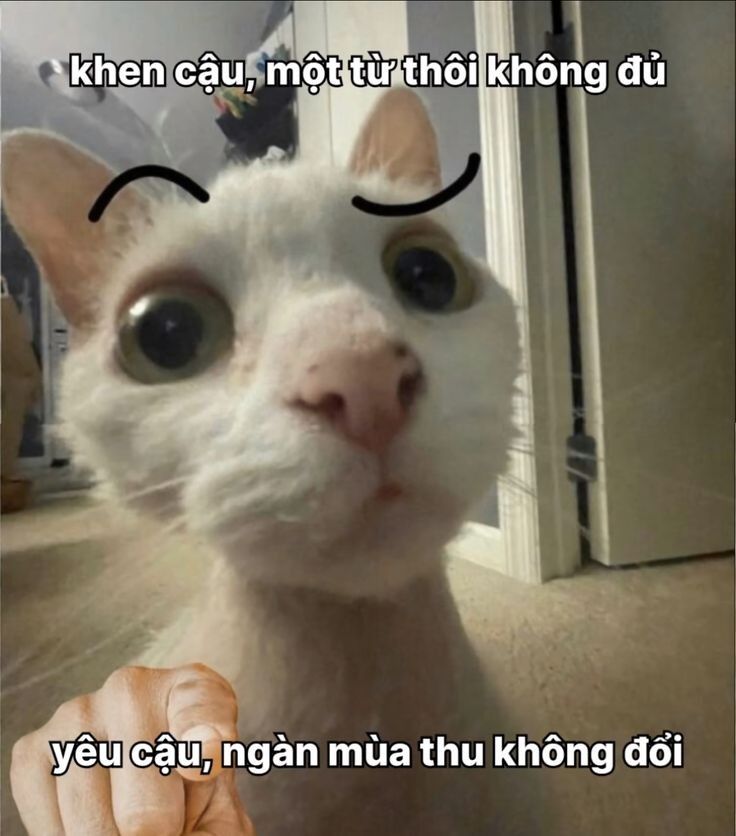 khen cậu, một từ thôi không đủ
yêu cậu, ngàn mùa thu không đổi